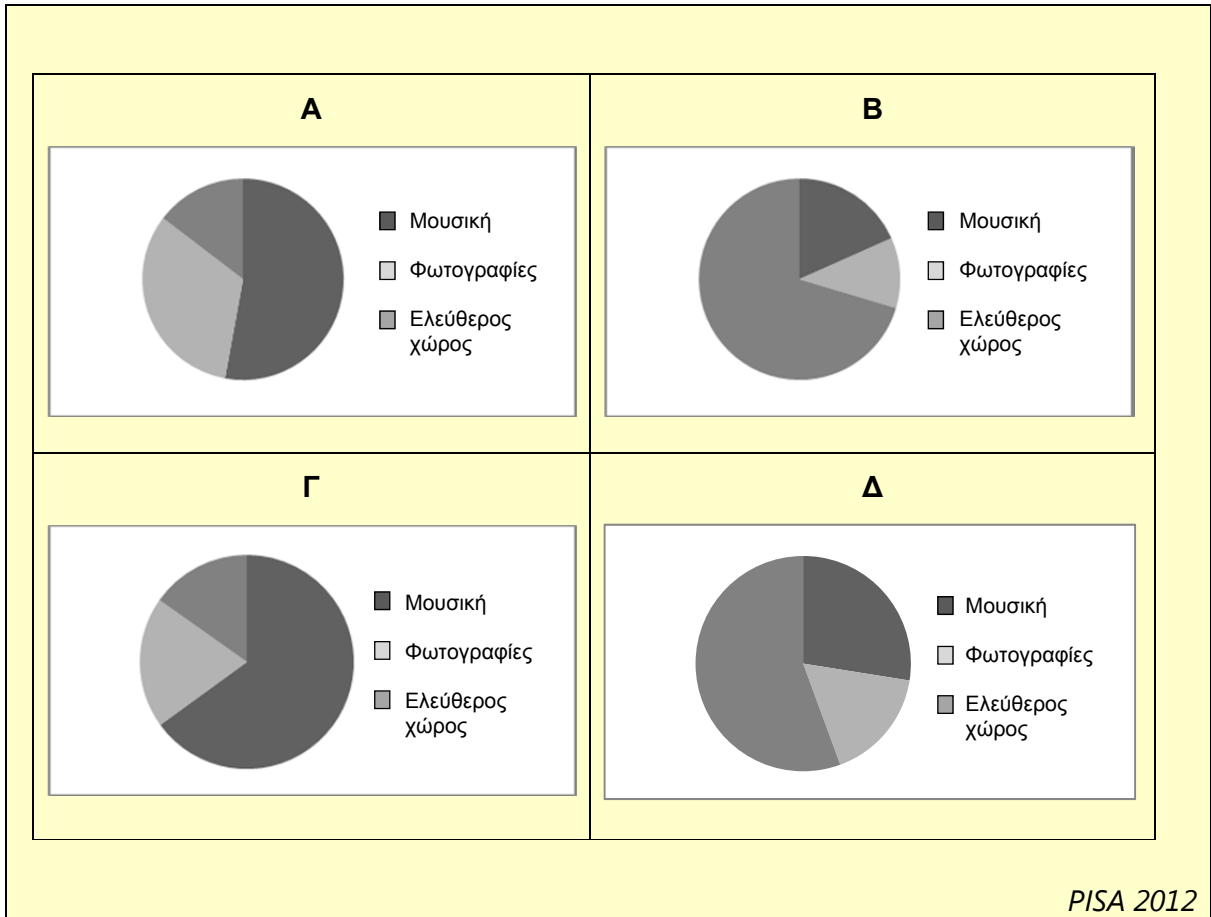 Α
Μουσική
Φωτογραφίες
Ελεύθερος
χώρος
Β
Μουσική
Φωτογραφίες
Ελεύθερος
χώρος
Γ
Μουσική
Φωτογραφίες
Ελεύθερος
χώρος
Δ
Μουσική
Φωτογραφίες
Ελεύθερος
χώρος
PISA 2012